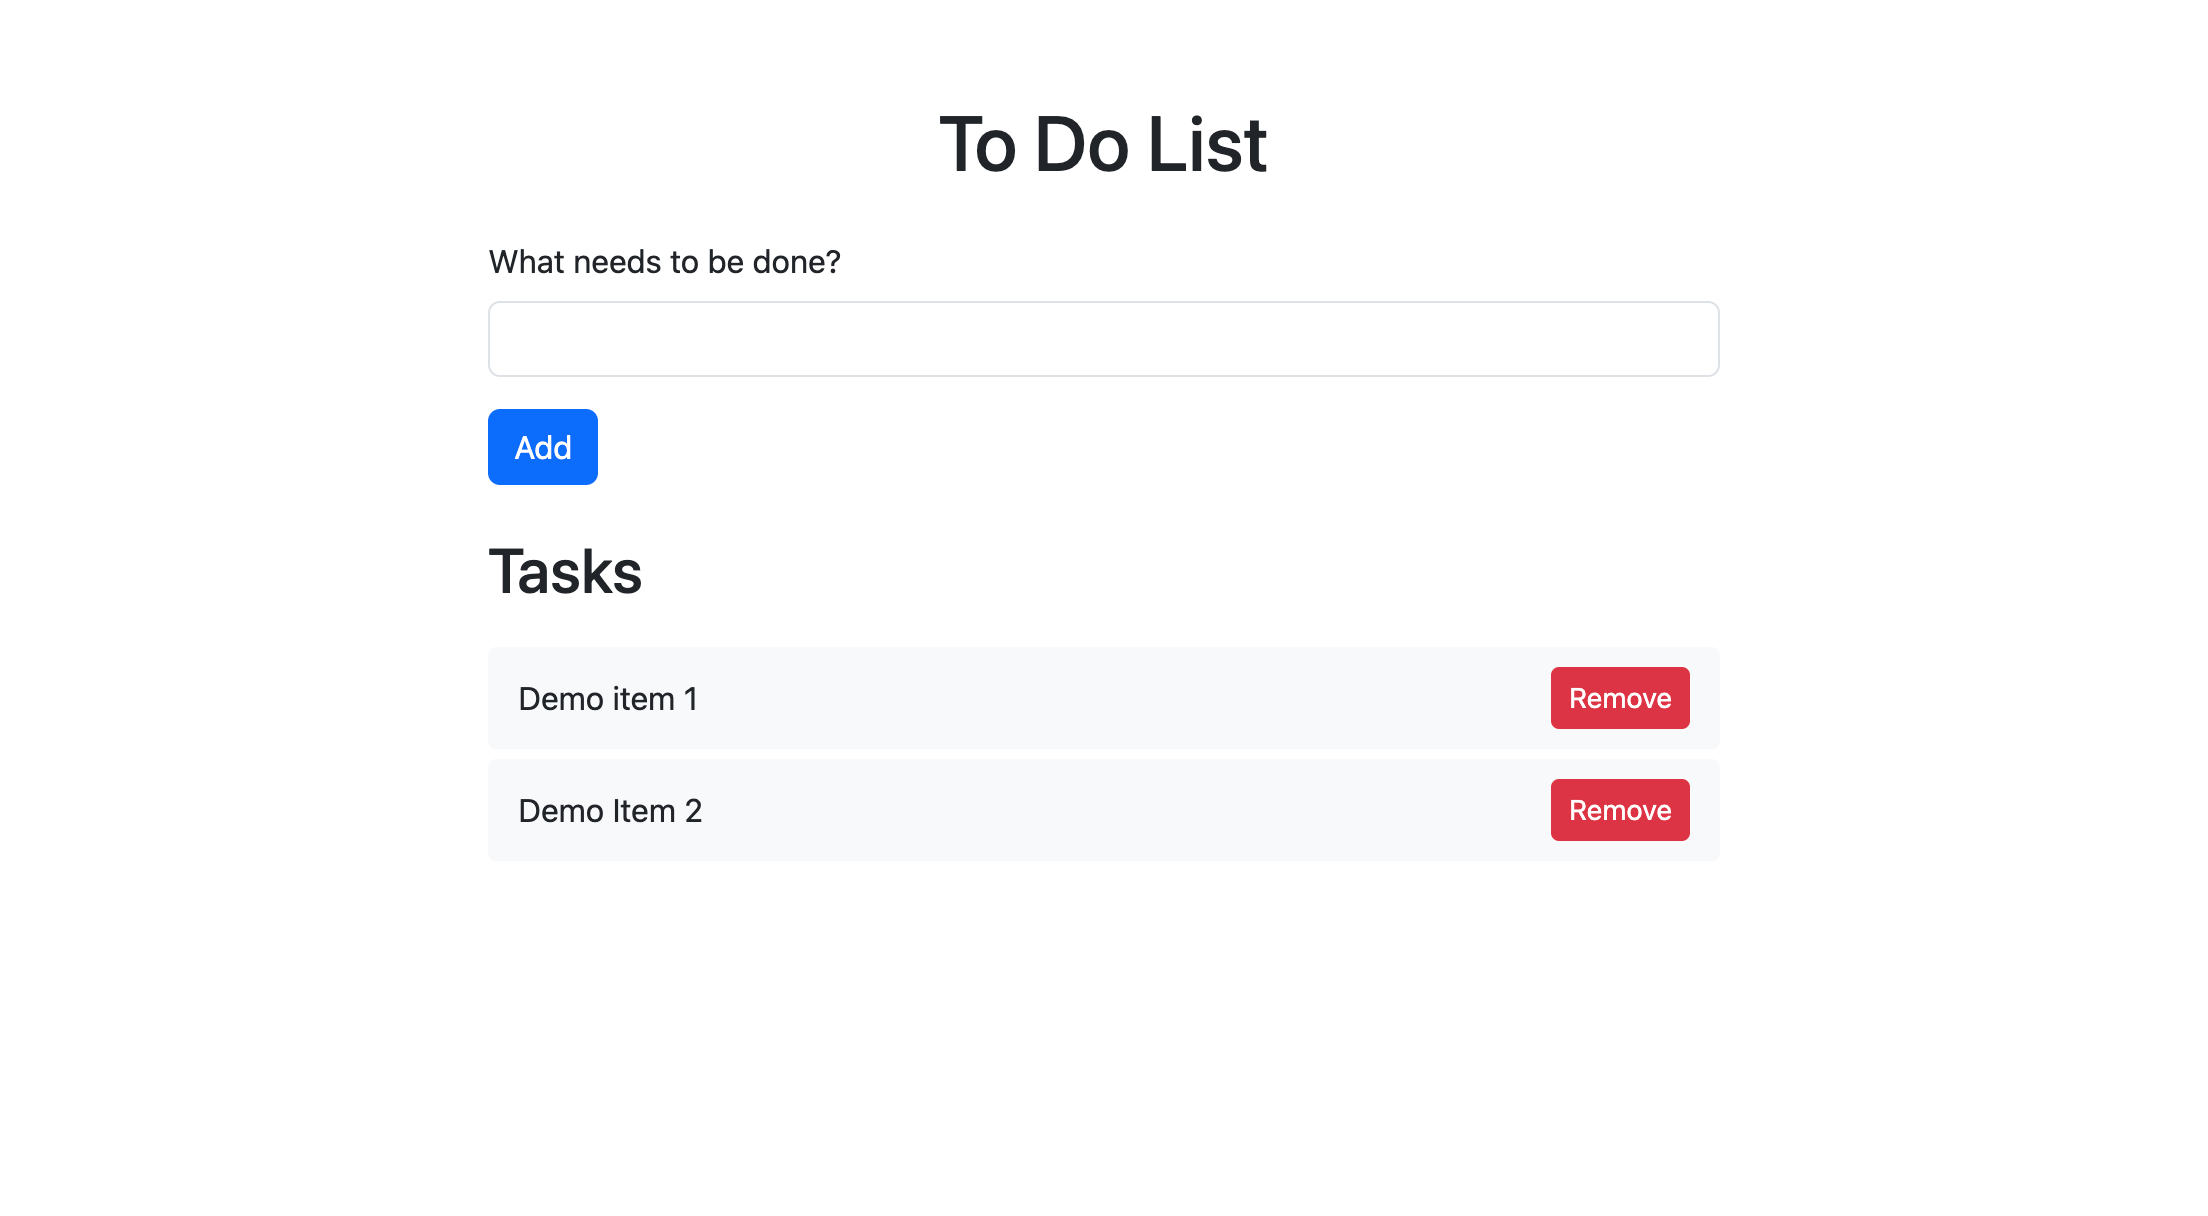 To Do List
What needs to be done?
Add
Tasks
Demo item 1 Remove
Demo Item 2 Remove